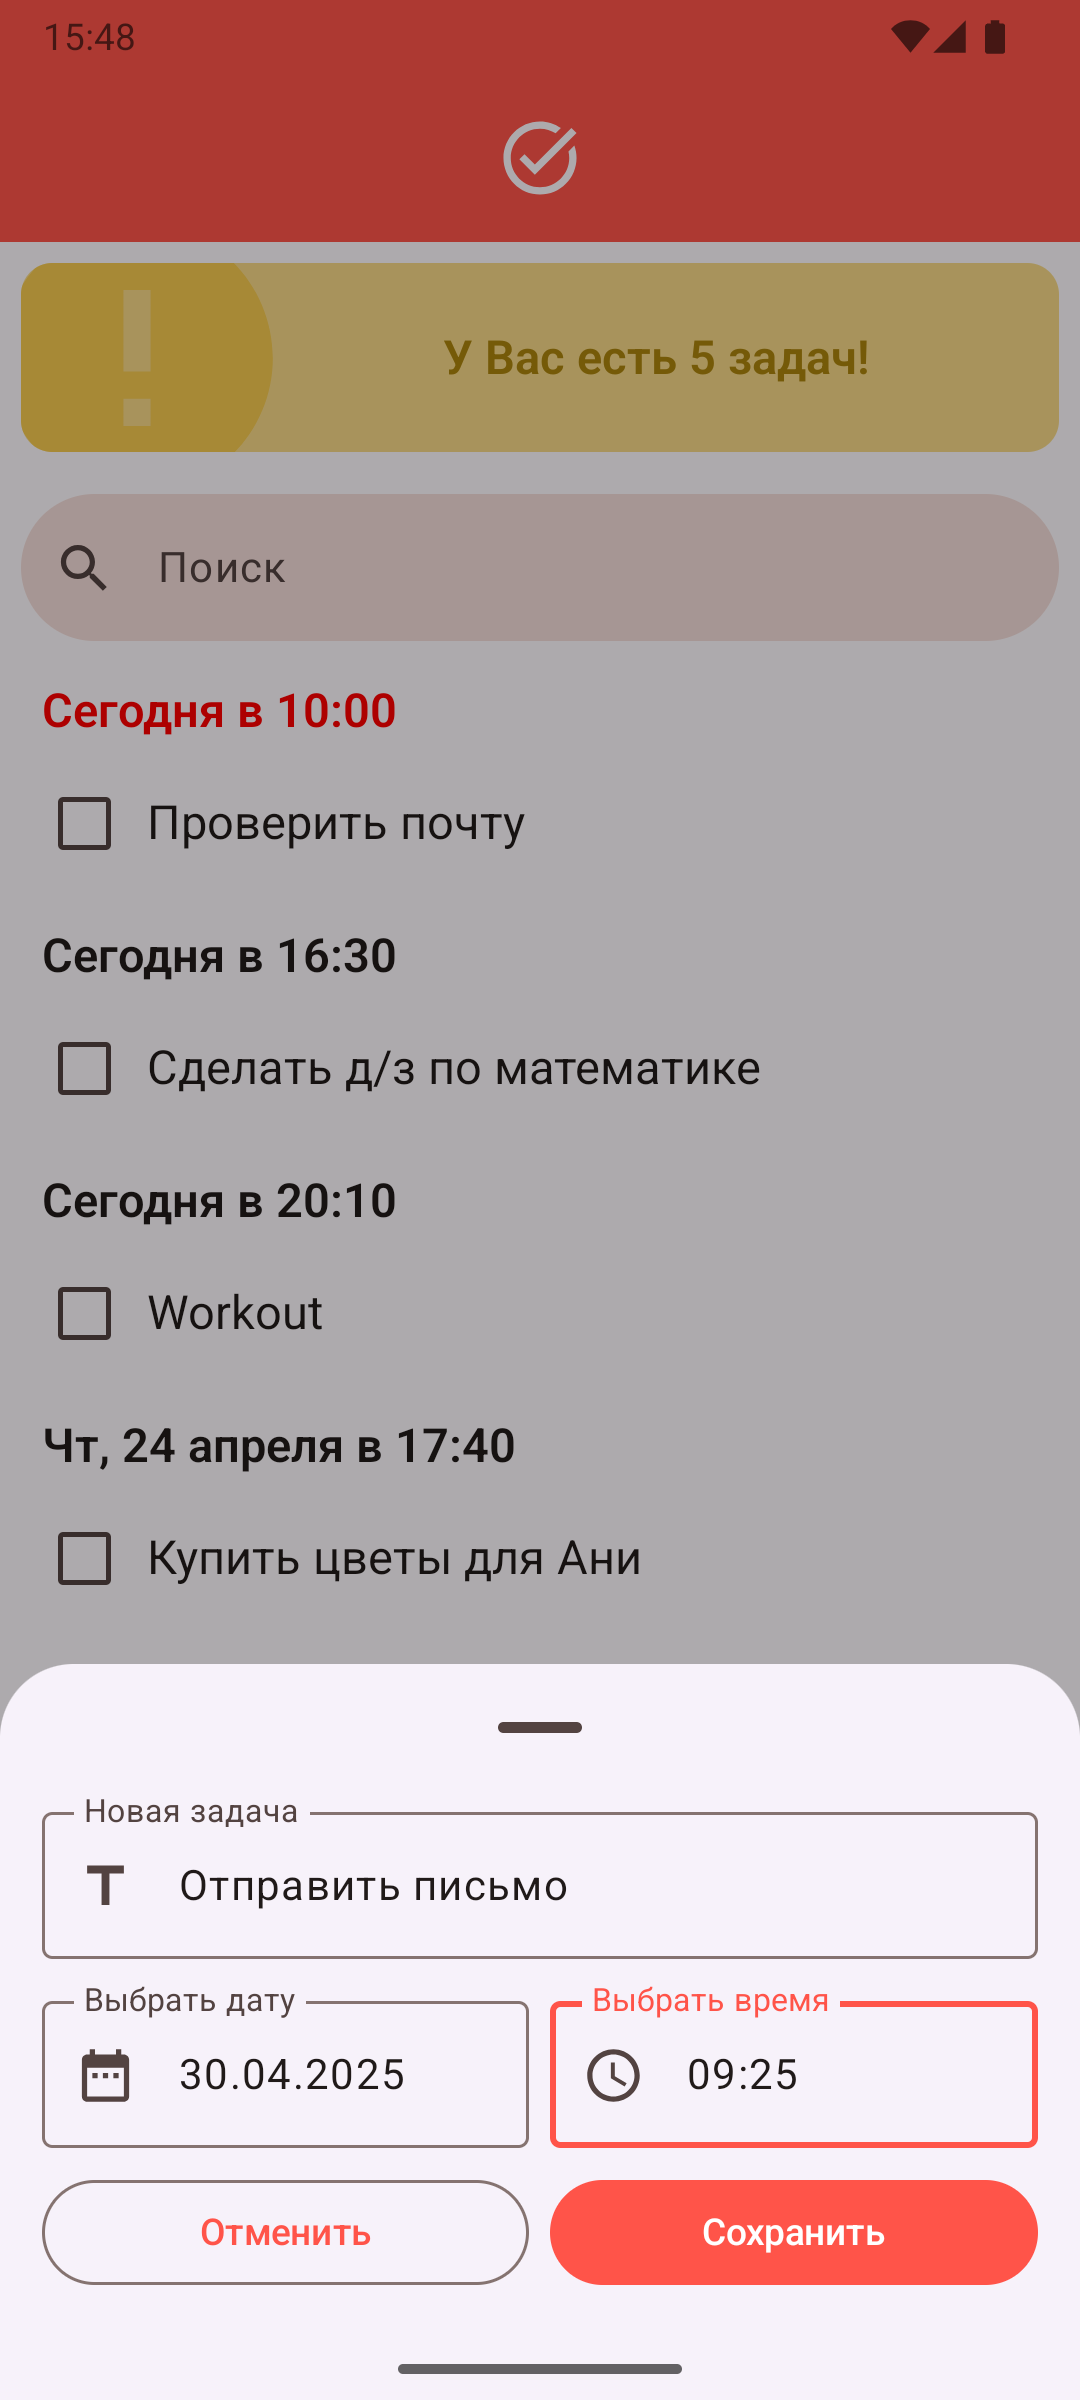 15:48
У Вас есть 5 задач!
Поиск
Сегодня в 10:00
Проверить почту
Сегодня в 16:30
Сделать д/з по математике
Сегодня в 20:10
Workout
Чт, 24 апреля в 17:40
Купить цветы для Ани
Новая задача
Отправить письмо
Выбрать дату
30.04.2025
Выбрать время
09:25
Отменить
Сохранить